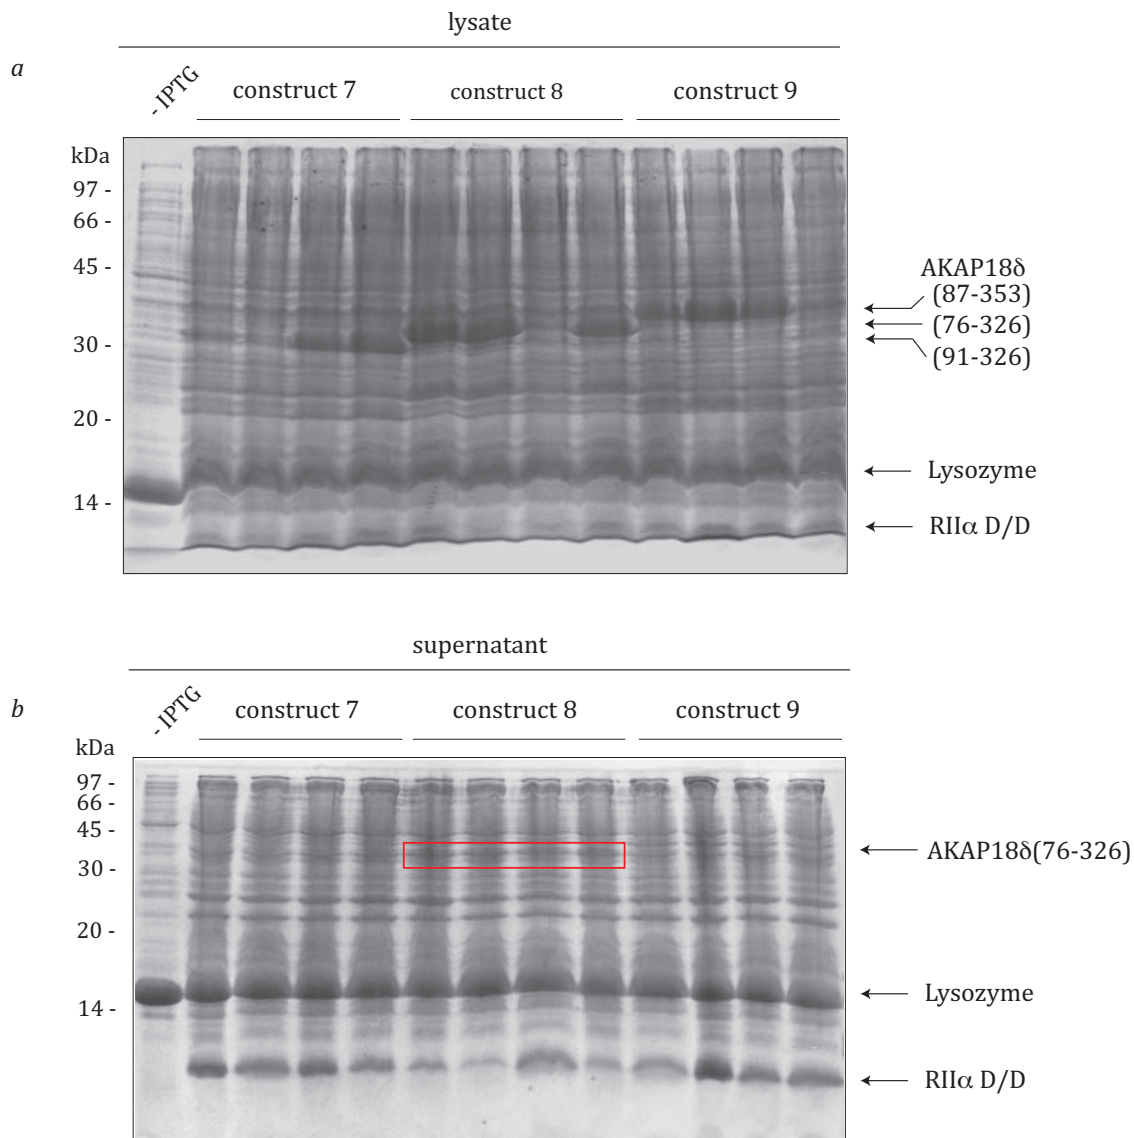 lysate
a
- IPTG
construct 7
construct 8
construct 9
kDa
97 -
66 -
45 -
30 -
20 -
14 -
AKAP18δ
(87-353)
(76-326)
(91-326)
Lysozyme
RIIα D/D
supernatant
b
- IPTG
construct 7
construct 8
construct 9
kDa
97 -
66 -
45 -
30 -
20 -
14 -
AKAP18δ(76-326)
Lysozyme
RIIα D/D